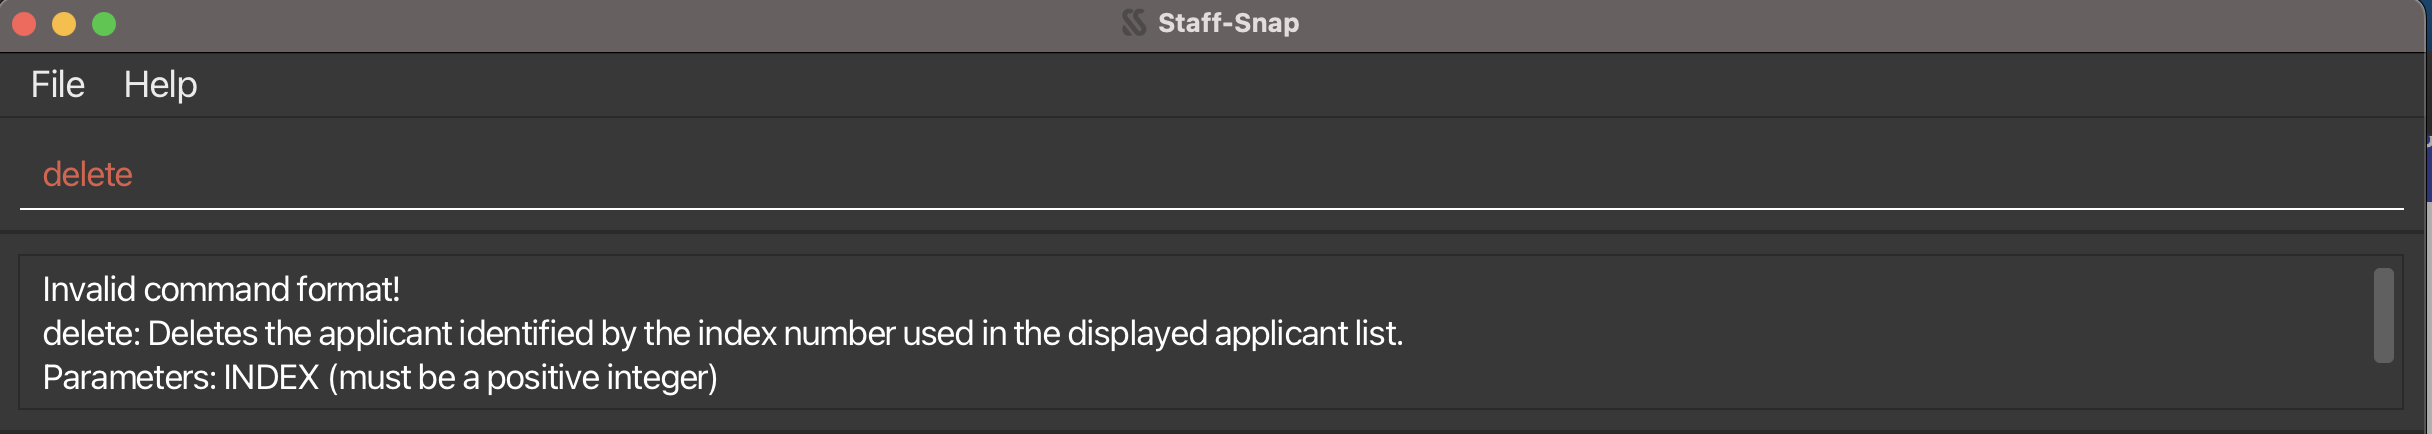 Staff-Snap
File Help
delete
Invalid command format!
delete: Deletes the applicant identified by the index number used in the displayed applicant list.
Parameters: INDEX (must be a positive integer)